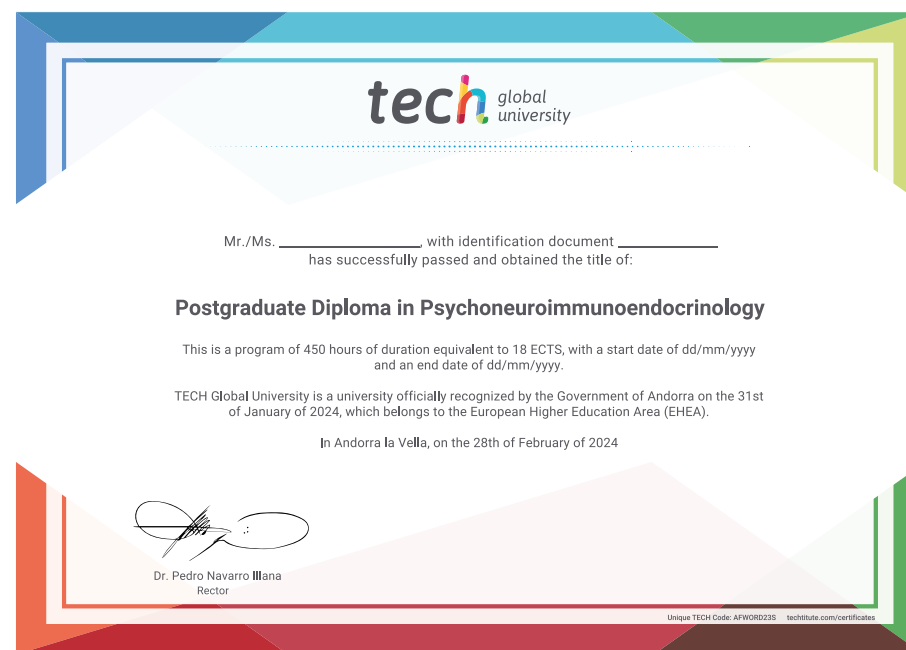 tech global university
Mr./Ms. ____________________, with identification document ______________
has successfully passed and obtained the title of:
Postgraduate Diploma in Psychoneuroimmunoendocrinology
This is a program of 450 hours of duration equivalent to 18 ECTS, with a start date of dd/mm/yyyy
and an end date of dd/mm/yyyy.
TECH Global University is a university officially recognized by the Government of Andorra on the 31st
of January of 2024, which belongs to the European Higher Education Area (EHEA).
In Andorra la Vella, on the 28th of February of 2024
Dr. Pedro Navarro Illana
Rector
Unique TECH Code: AFWORD23S techtitute.com/certificates